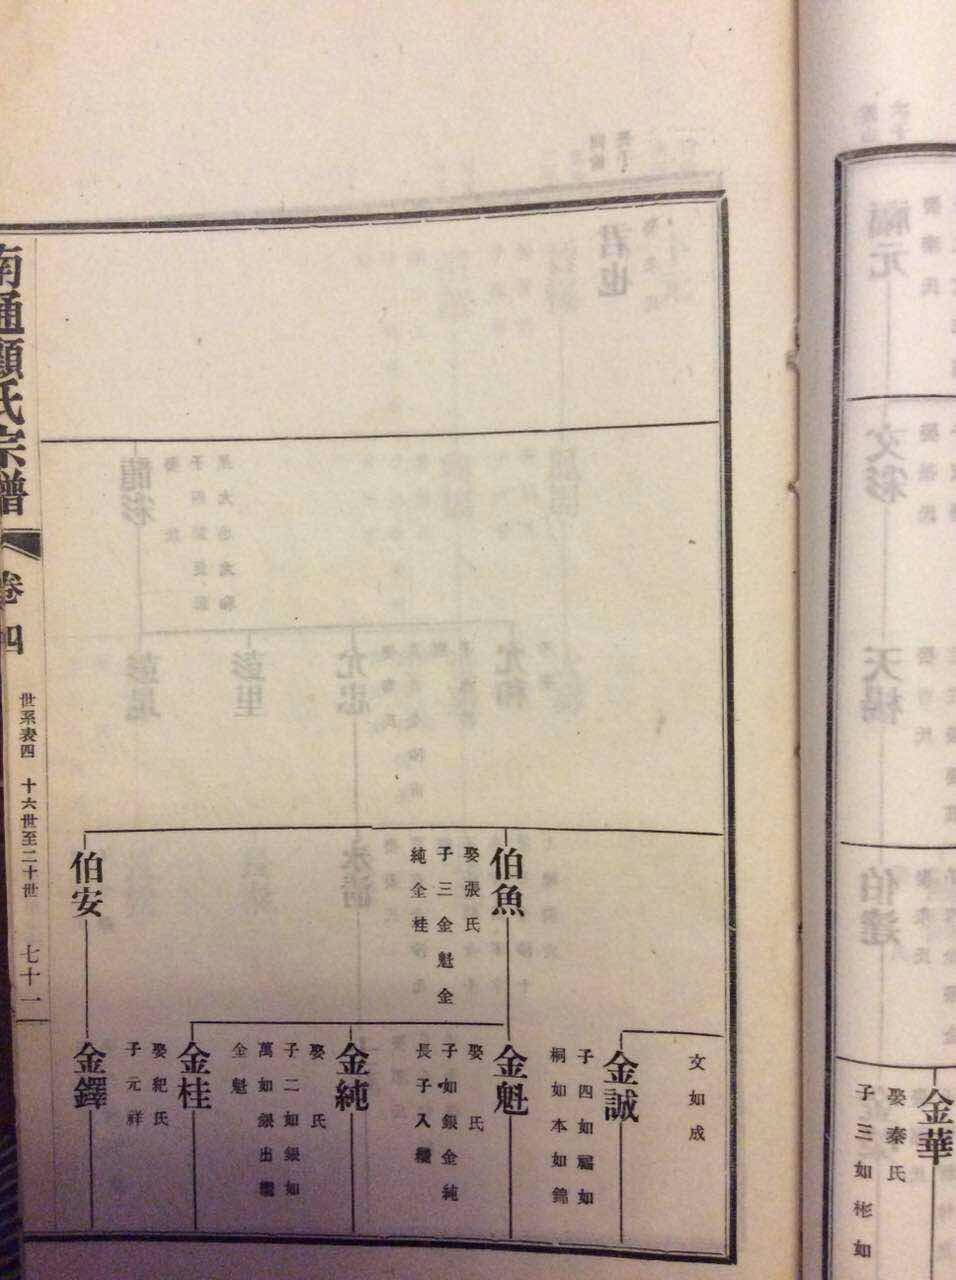 金華
娶秦氏
子三如彬如
伯魚
娶張氏
子三金魁金
純金桂
伯安
文如成
金誠
子四如福如
桐如本如錦
金魁
娶 氏
子如銀金純
長子入繼
金純
娶 氏
子二如銀如
萬如銀出繼
金魁
金桂
娶紀氏
子元祥
金鐸
南通顧氏宗譜
卷四
世系表四 十六世至二十世
七十二